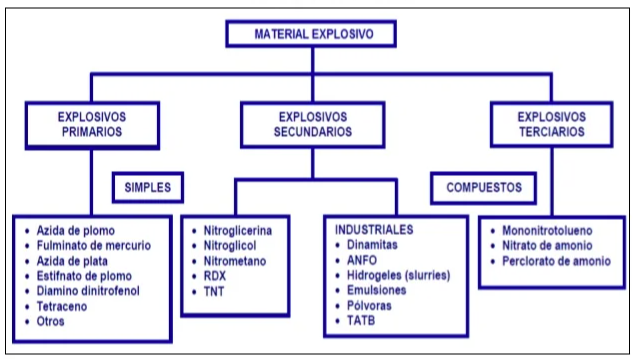 MATERIAL EXPLOSIVO
EXPLOSIVOS
PRIMARIOS
EXPLOSIVOS
SECUNDARIOS
EXPLOSIVOS
TERCIARIOS
SIMPLES
COMPUESTOS
• Azida de plomo
• Fulminato de mercurio
• Azida de plata
• Estifnato de plomo
• Diamino dinitrofenol
• Tetraceno
• Otros
• Nitroglicerina
• Nitroglicol
• Nitrometano
• RDX
• TNT
INDUSTRIALES
• Dinamitas
• ANFO
• Hidrogeles (slurries)
• Emulsiones
• Pólvoras
• TATB
• Mononitrotolueno
• Nitrato de amonio
• Perclorato de amonio